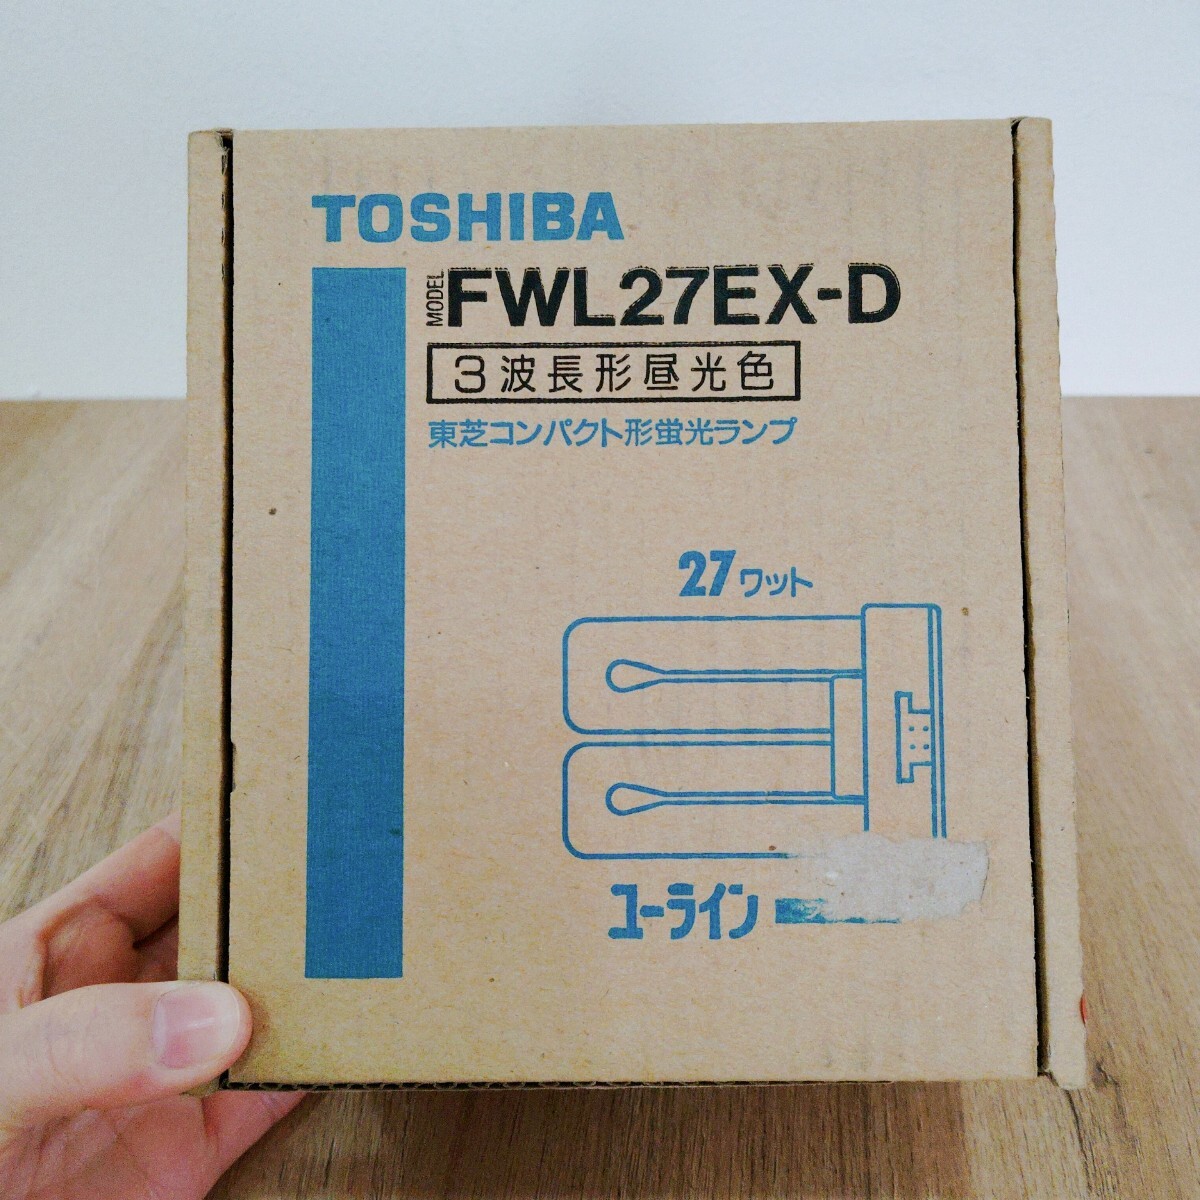 TOSHIBA
MODEL FWL27EX-D
3波長形昼光色
東芝コンパクト形蛍光ランプ
27ワット
ユーライン